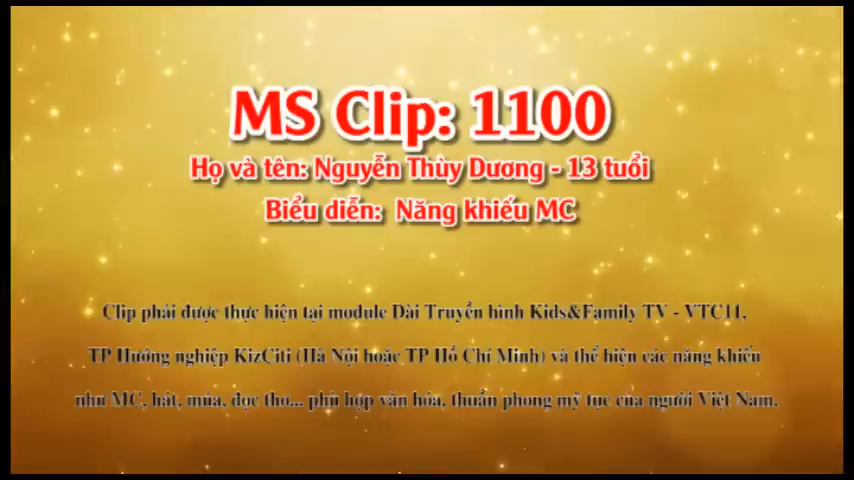 MS Clip: 1100
Họ và tên: Nguyễn Thùy Dương - 13 tuổi
Biểu diễn: Năng khiếu MC
Clip phải được thực hiện tại module Đài Truyền hình Kids&Family TV - VTC11,
TP Hướng nghiệp KizCiti (Hà Nội hoặc TP Hồ Chí Minh) và thể hiện các năng khiếu
như MC, hát, múa, đọc thơ... phù hợp văn hóa, thuần phong mỹ tục của người Việt Nam.